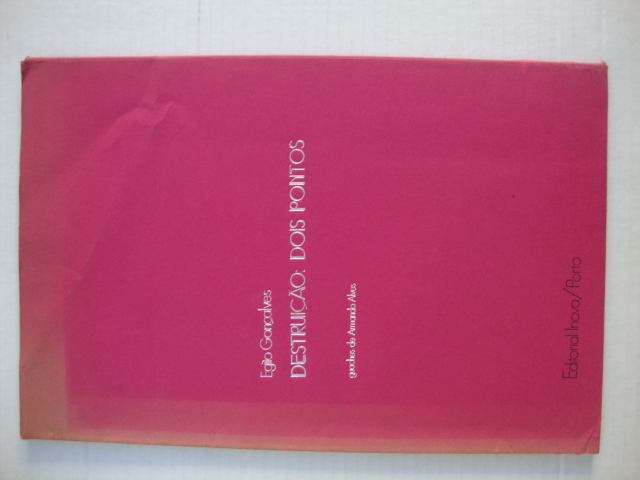 Egito Gonçalves
DESTRUIÇÃO: DOIS PONTOS
guaches de Armando Alves
Editorial Inova/Porto